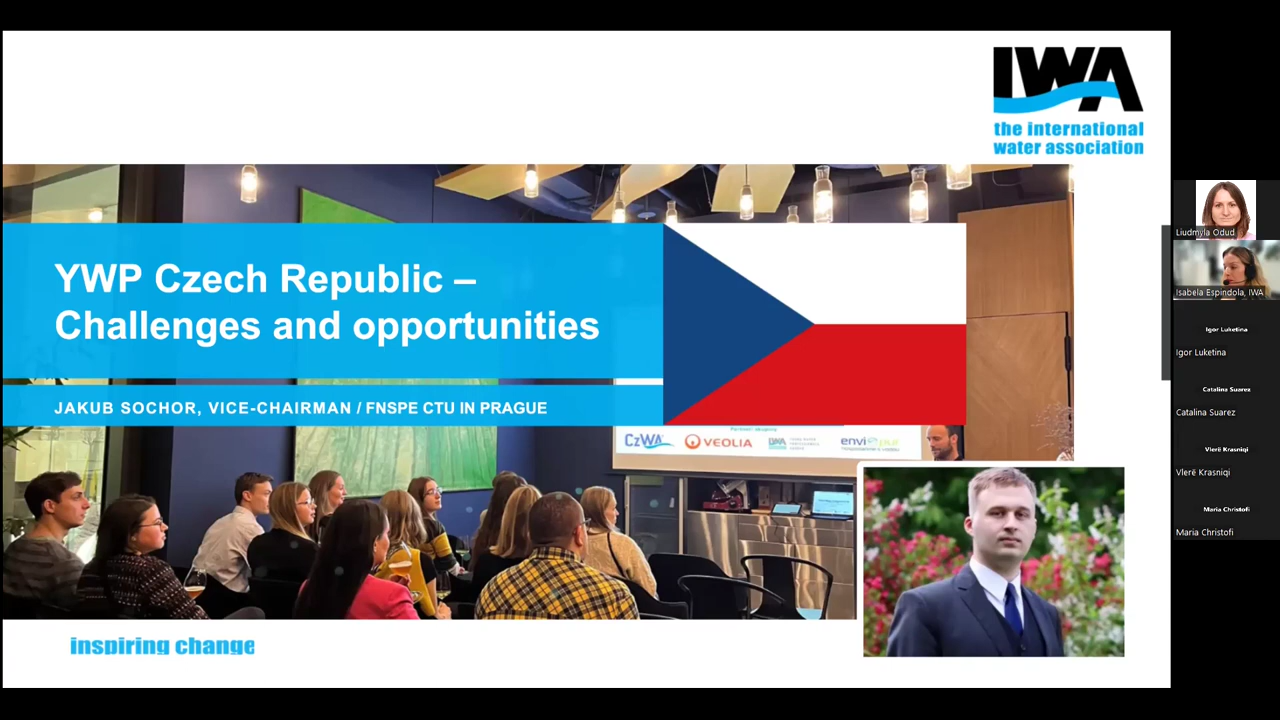 IWA
the international
water association
YWP Czech Republic –
Challenges and opportunities
JAKUB SOCHOR, VICE-CHAIRMAN / FNSPE CTU IN PRAGUE
CzWA
VEOLIA
IWA
envi pur
inspiring change
Liudmyla Odud
Isabela Espindola, IWA
Igor Luketina
Igor Luketina
Catalina Suarez
Catalina Suarez
Vlerë Krasniqi
Vlerë Krasniqi
Maria Christofi
Maria Christofi